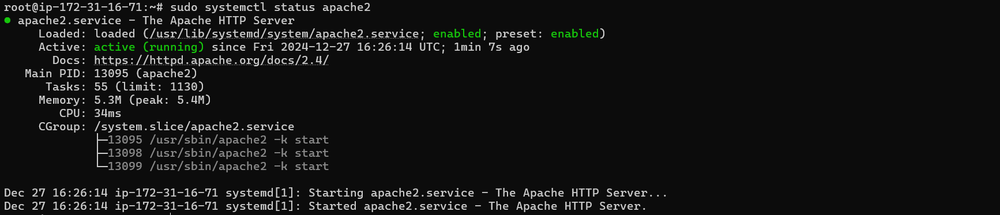 root@ip-172-31-16-71:~# sudo systemctl status apache2
● apache2.service - The Apache HTTP Server
     Loaded: loaded (/usr/lib/systemd/system/apache2.service; enabled; preset: enabled)
     Active: active (running) since Fri 2024-12-27 16:26:14 UTC; 1min 7s ago
       Docs: https://httpd.apache.org/docs/2.4/
   Main PID: 13095 (apache2)
      Tasks: 55 (limit: 1130)
     Memory: 5.3M (peak: 5.4M)
        CPU: 34ms
     CGroup: /system.slice/apache2.service
             ├─13095 /usr/sbin/apache2 -k start
             ├─13098 /usr/sbin/apache2 -k start
             └─13099 /usr/sbin/apache2 -k start
Dec 27 16:26:14 ip-172-31-16-71 systemd[1]: Starting apache2.service - The Apache HTTP Server...
Dec 27 16:26:14 ip-172-31-16-71 systemd[1]: Started apache2.service - The Apache HTTP Server.